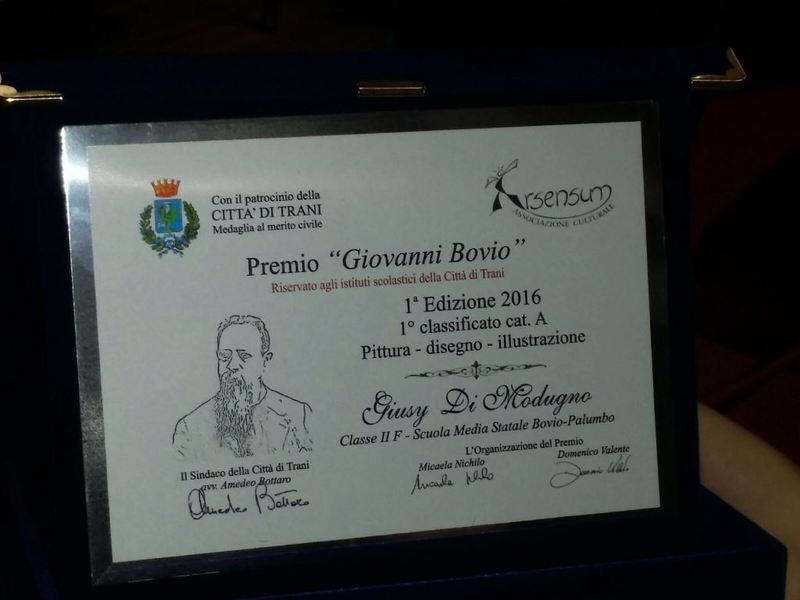 Con il patrocinio della
CITTA' DI TRANI
Medaglia al merito civile
Arsensum
ASSOCIAZIONE CULTURALE
Premio “Giovanni Bovio”
Riservato agli istituti scolastici della Città di Trani
1ª Edizione 2016
1° classificato cat. A
Pittura - disegno - illustrazione
Giusy Di Modugno
Classe II F - Scuola Media Statale Bovio-Palumbo
Il Sindaco della Città di Trani
avv. Amedeo Bottaro
Amedeo Bottaro
L'Organizzazione del Premio
Micaela Nichilo
Domenico Valente